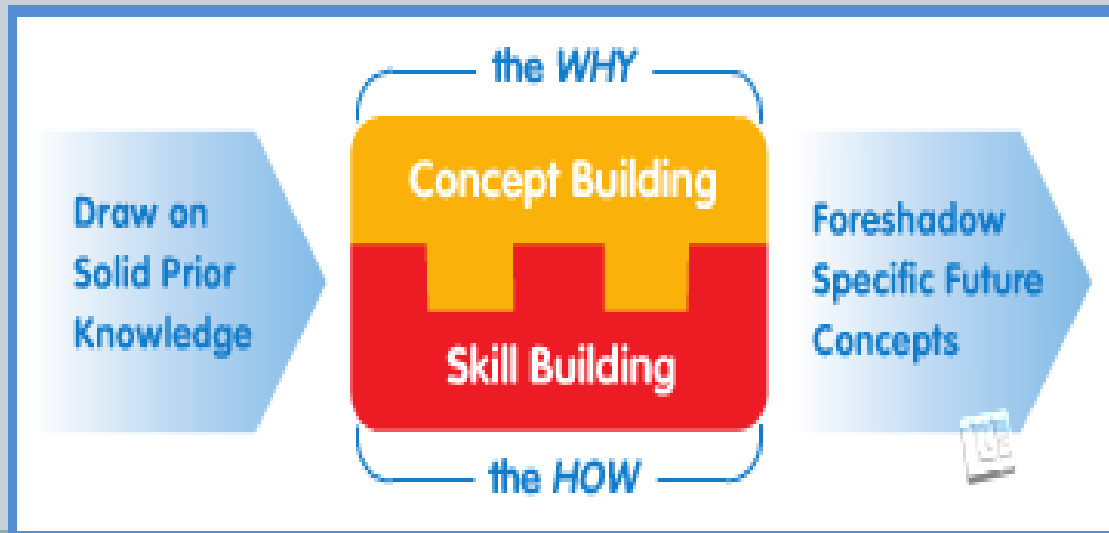 the WHY
Draw on
Solid Prior
Knowledge
Concept Building
Skill Building
Foreshadow
Specific Future
Concepts
the HOW